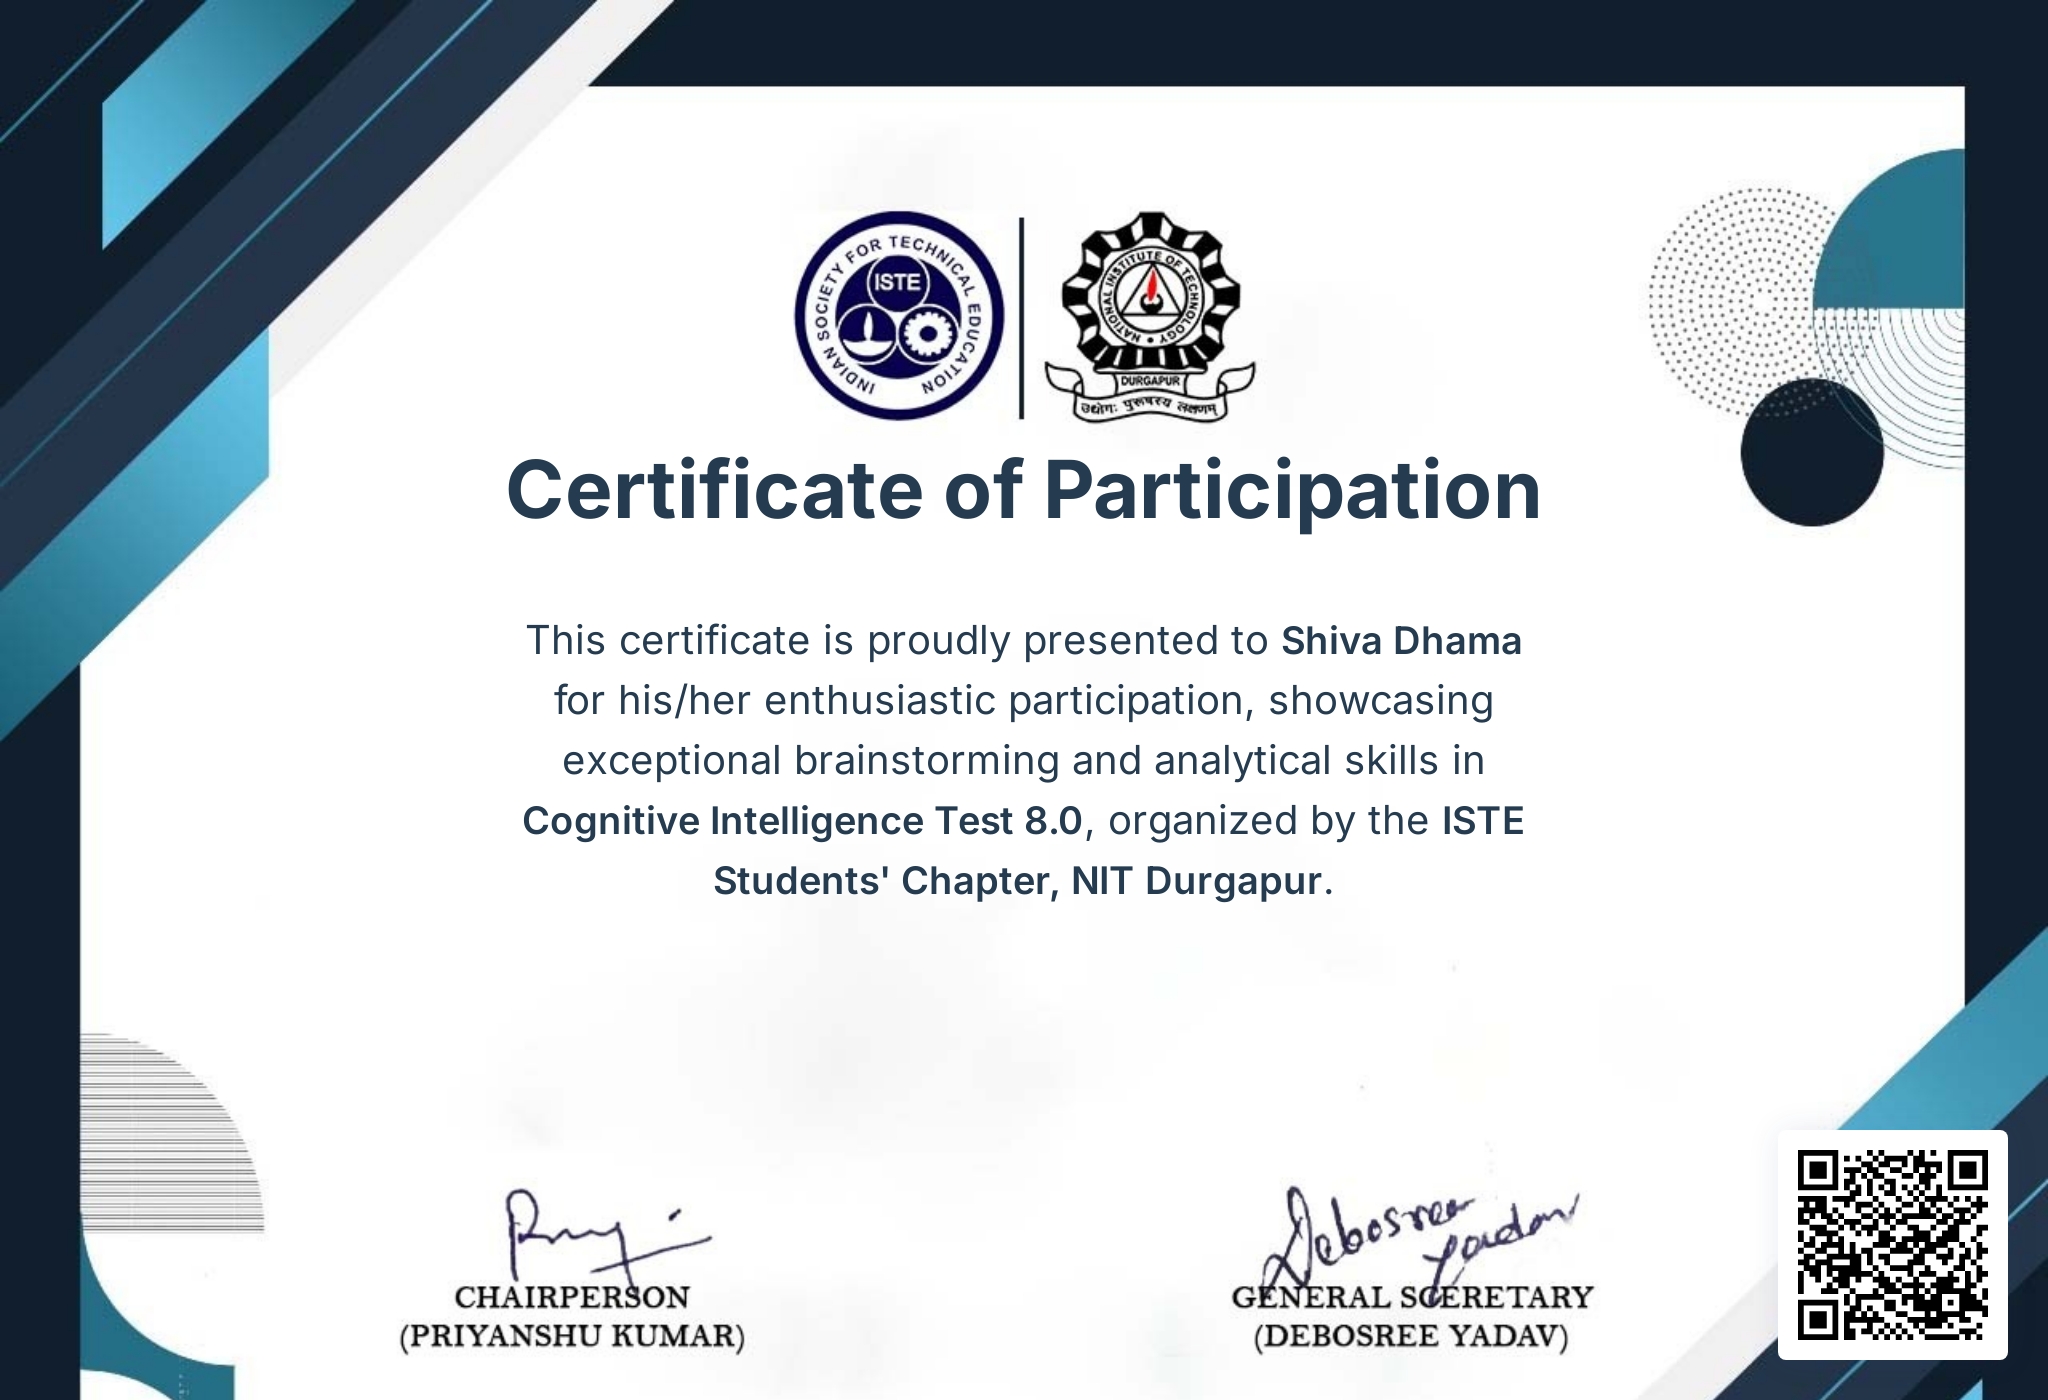 INDIAN SOCIETY FOR TECHNICAL EDUCATION
ISTE
NATIONAL INSTITUTE OF TECHNOLOGY
DURGAPUR
उद्योगः पुरूषस्य लक्षणम्
Certificate of Participation
This certificate is proudly presented to Shiva Dhama
for his/her enthusiastic participation, showcasing
exceptional brainstorming and analytical skills in
Cognitive Intelligence Test 8.0, organized by the ISTE
Students' Chapter, NIT Durgapur.
Debosree
Yadav
CHAIRPERSON
(PRIYANSHU KUMAR)
GENERAL SCERETARY
(DEBOSREE YADAV)